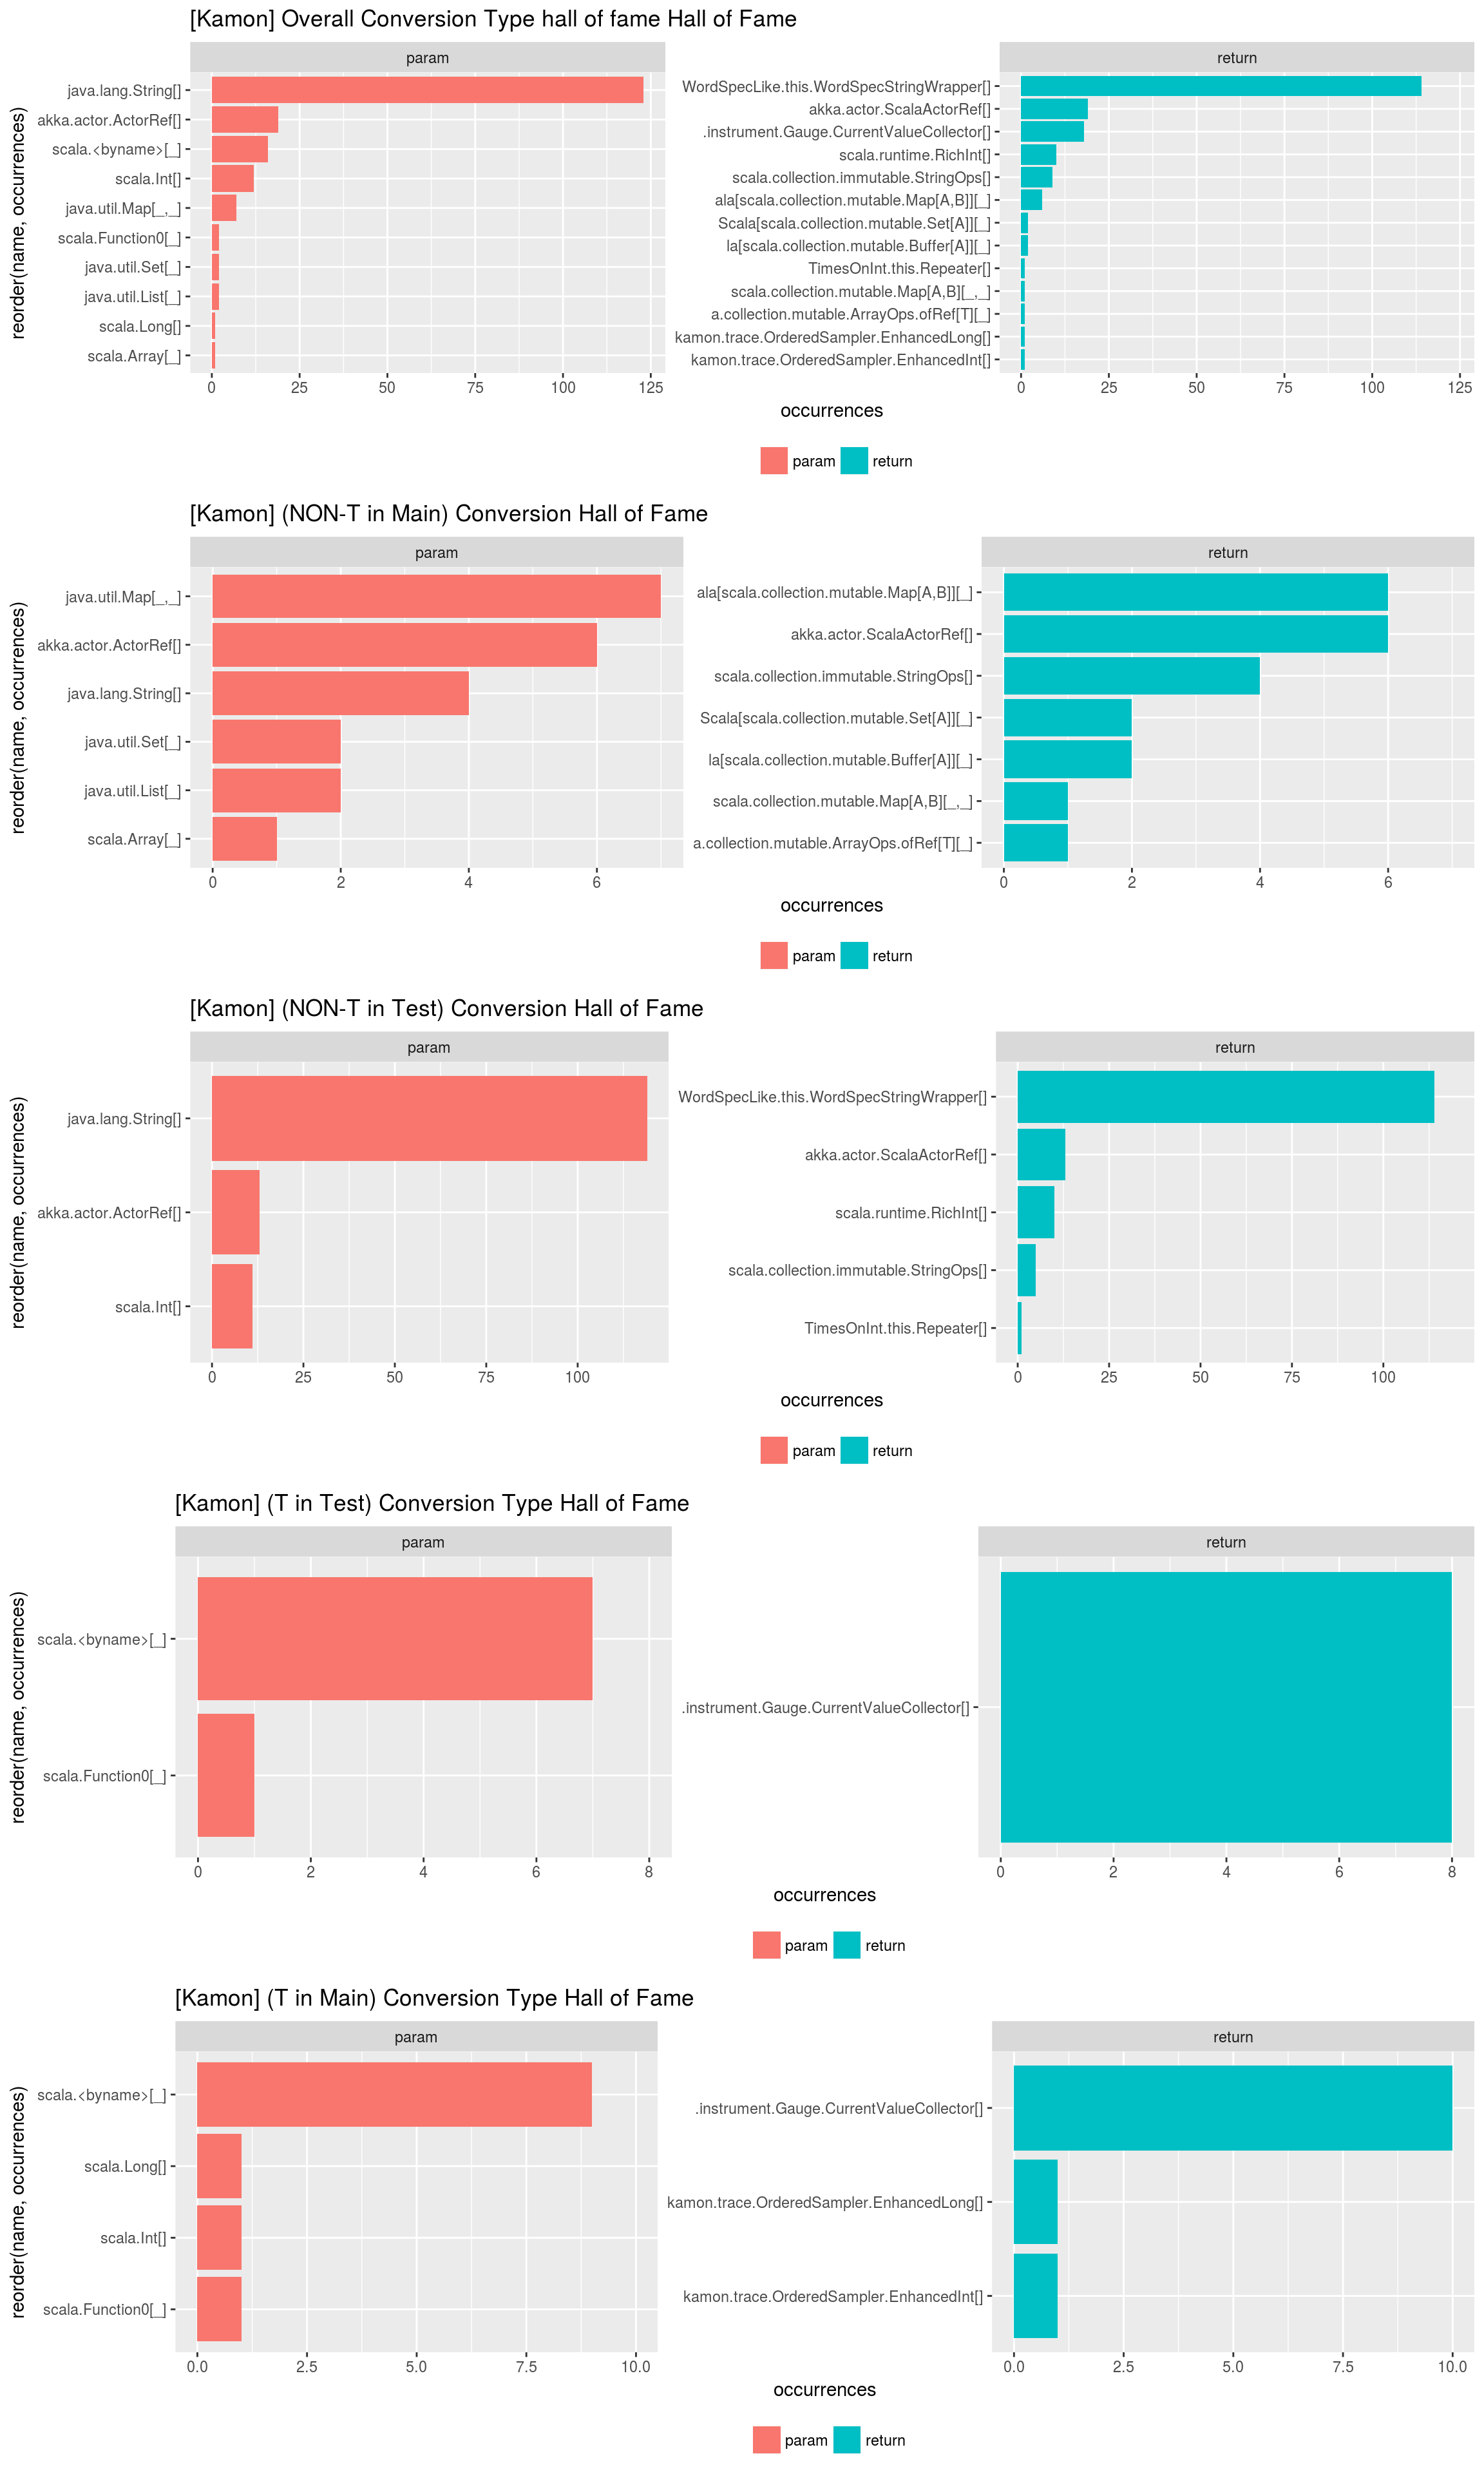 [Kamon] Overall Conversion Type hall of fame Hall of Fame
param
return
reorder(name, occurrences)
java.lang.String[]
akka.actor.ActorRef[]
scala.<byname>[_]
scala.Int[]
java.util.Map[_,_]
scala.Function0[_]
java.util.Set[_]
java.util.List[_]
scala.Long[]
scala.Array[_]
0 25 50 75 100 125
WordSpecLike.this.WordSpecStringWrapper[]
akka.actor.ScalaActorRef[]
.instrument.Gauge.CurrentValueCollector[]
scala.runtime.RichInt[]
scala.collection.immutable.StringOps[]
ala[scala.collection.mutable.Map[A,B]][_]
Scala[scala.collection.mutable.Set[A]][_]
la[scala.collection.mutable.Buffer[A]][_]
TimesOnInt.this.Repeater[]
scala.collection.mutable.Map[A,B][_,_]
a.collection.mutable.ArrayOps.ofRef[T][_]
kamon.trace.OrderedSampler.EnhancedLong[]
kamon.trace.OrderedSampler.EnhancedInt[]
0 25 50 75 100 125
occurrences
param return
[Kamon] (NON-T in Main) Conversion Hall of Fame
param
return
reorder(name, occurrences)
java.util.Map[_,_]
akka.actor.ActorRef[]
java.lang.String[]
java.util.Set[_]
java.util.List[_]
scala.Array[_]
0 2 4 6
ala[scala.collection.mutable.Map[A,B]][_]
akka.actor.ScalaActorRef[]
scala.collection.immutable.StringOps[]
Scala[scala.collection.mutable.Set[A]][_]
la[scala.collection.mutable.Buffer[A]][_]
scala.collection.mutable.Map[A,B][_,_]
a.collection.mutable.ArrayOps.ofRef[T][_]
0 2 4 6
occurrences
param return
[Kamon] (NON-T in Test) Conversion Hall of Fame
param
return
reorder(name, occurrences)
java.lang.String[]
akka.actor.ActorRef[]
scala.Int[]
0 25 50 75 100
WordSpecLike.this.WordSpecStringWrapper[]
akka.actor.ScalaActorRef[]
scala.runtime.RichInt[]
scala.collection.immutable.StringOps[]
TimesOnInt.this.Repeater[]
0 25 50 75 100
occurrences
param return
[Kamon] (T in Test) Conversion Type Hall of Fame
param
return
reorder(name, occurrences)
scala.<byname>[_]
scala.Function0[_]
0 2 4 6 8
.instrument.Gauge.CurrentValueCollector[]
0 2 4 6 8
occurrences
param return
[Kamon] (T in Main) Conversion Type Hall of Fame
param
return
reorder(name, occurrences)
scala.<byname>[_]
scala.Long[]
scala.Int[]
scala.Function0[_]
0.0 2.5 5.0 7.5 10.0
.instrument.Gauge.CurrentValueCollector[]
kamon.trace.OrderedSampler.EnhancedLong[]
kamon.trace.OrderedSampler.EnhancedInt[]
0.0 2.5 5.0 7.5 10.0
occurrences
param return